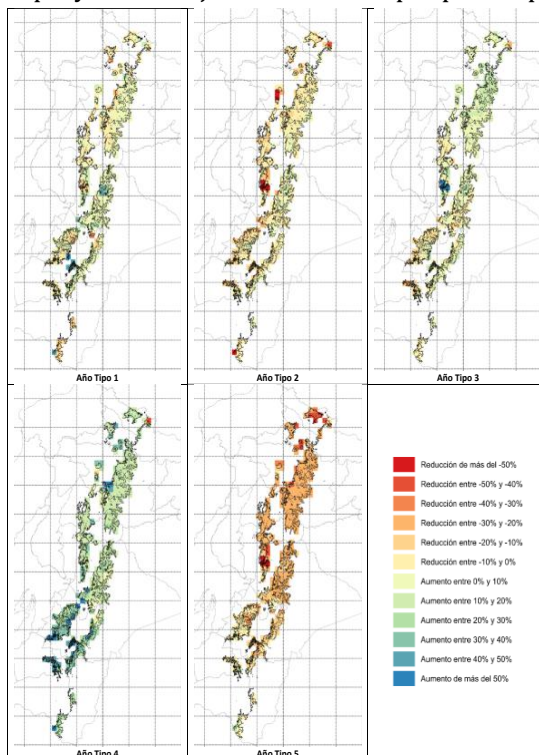 Año Tipo 1
Año Tipo 2
Año Tipo 3
Año Tipo 4
Año Tipo 5
Reducción de más del -50%
Reducción entre -50% y -40%
Reducción entre -40% y -30%
Reducción entre -30% y -20%
Reducción entre -20% y -10%
Reducción entre -10% y 0%
Aumento entre 0% y 10%
Aumento entre 10% y 20%
Aumento entre 20% y 30%
Aumento entre 30% y 40%
Aumento entre 40% y 50%
Aumento de más del 50%